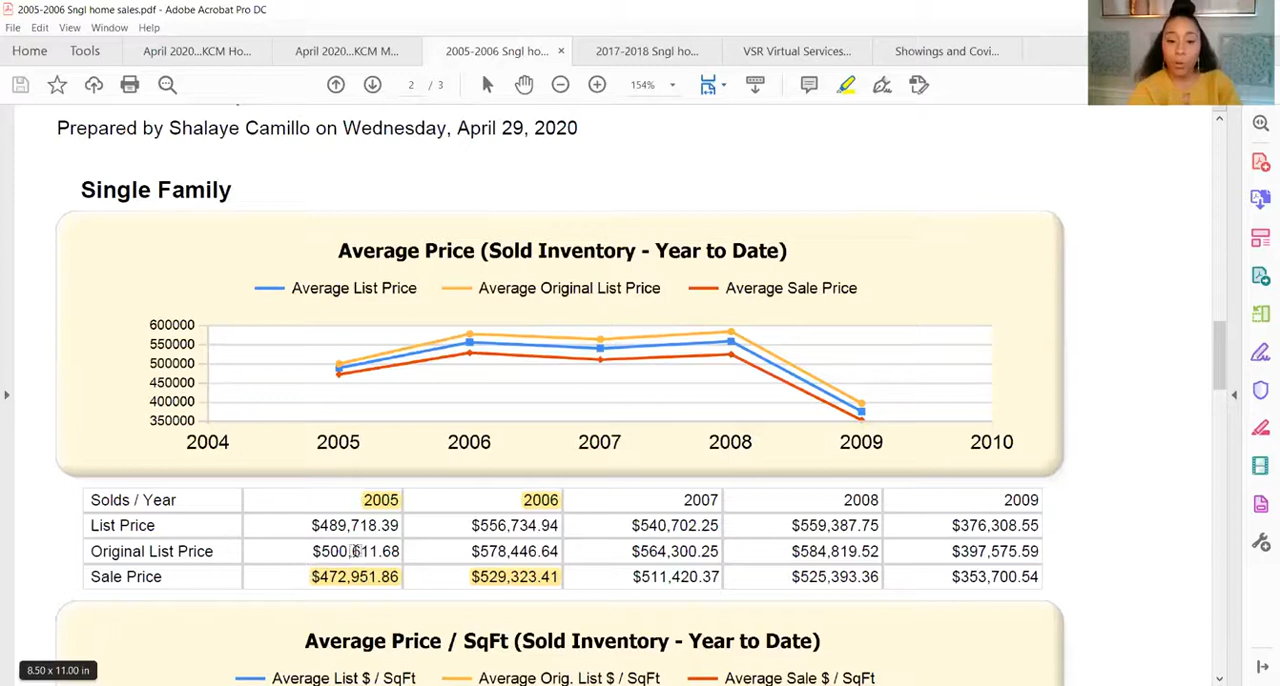 2005-2006 Sngl home sales.pdf - Adobe Acrobat Pro DC
File Edit View Window Help
Home Tools April 2020...KCM Ho... April 2020...KCM M... 2005-2006 Sngl ho... × 2017-2018 Sngl ho... VSR Virtual Services... Showings and Covi...
2 / 3 154%
Prepared by Shalaye Camillo on Wednesday, April 29, 2020
Single Family
Average Price (Sold Inventory - Year to Date)
Average List Price Average Original List Price Average Sale Price
600000
550000
500000
450000
400000
350000
2004 2005 2006 2007 2008 2009 2010
Solds / Year 2005 2006 2007 2008 2009
List Price $489,718.39 $556,734.94 $540,702.25 $559,387.75 $376,308.55
Original List Price $500,611.68 $578,446.64 $564,300.25 $584,819.52 $397,575.59
Sale Price $472,951.86 $529,323.41 $511,420.37 $525,393.36 $353,700.54
Average Price / SqFt (Sold Inventory - Year to Date)
Average List $ / SqFt Average Orig. List $ / SqFt Average Sale $ / SqFt
8.50 x 11.00 in